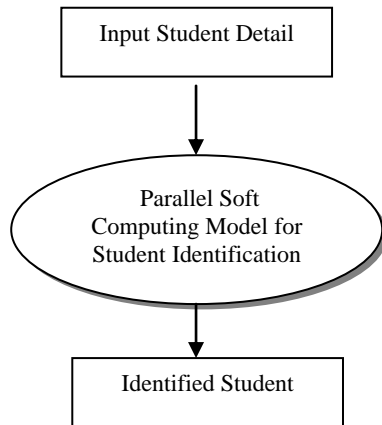 Input Student Detail
Parallel Soft
Computing Model for
Student Identification
Identified Student